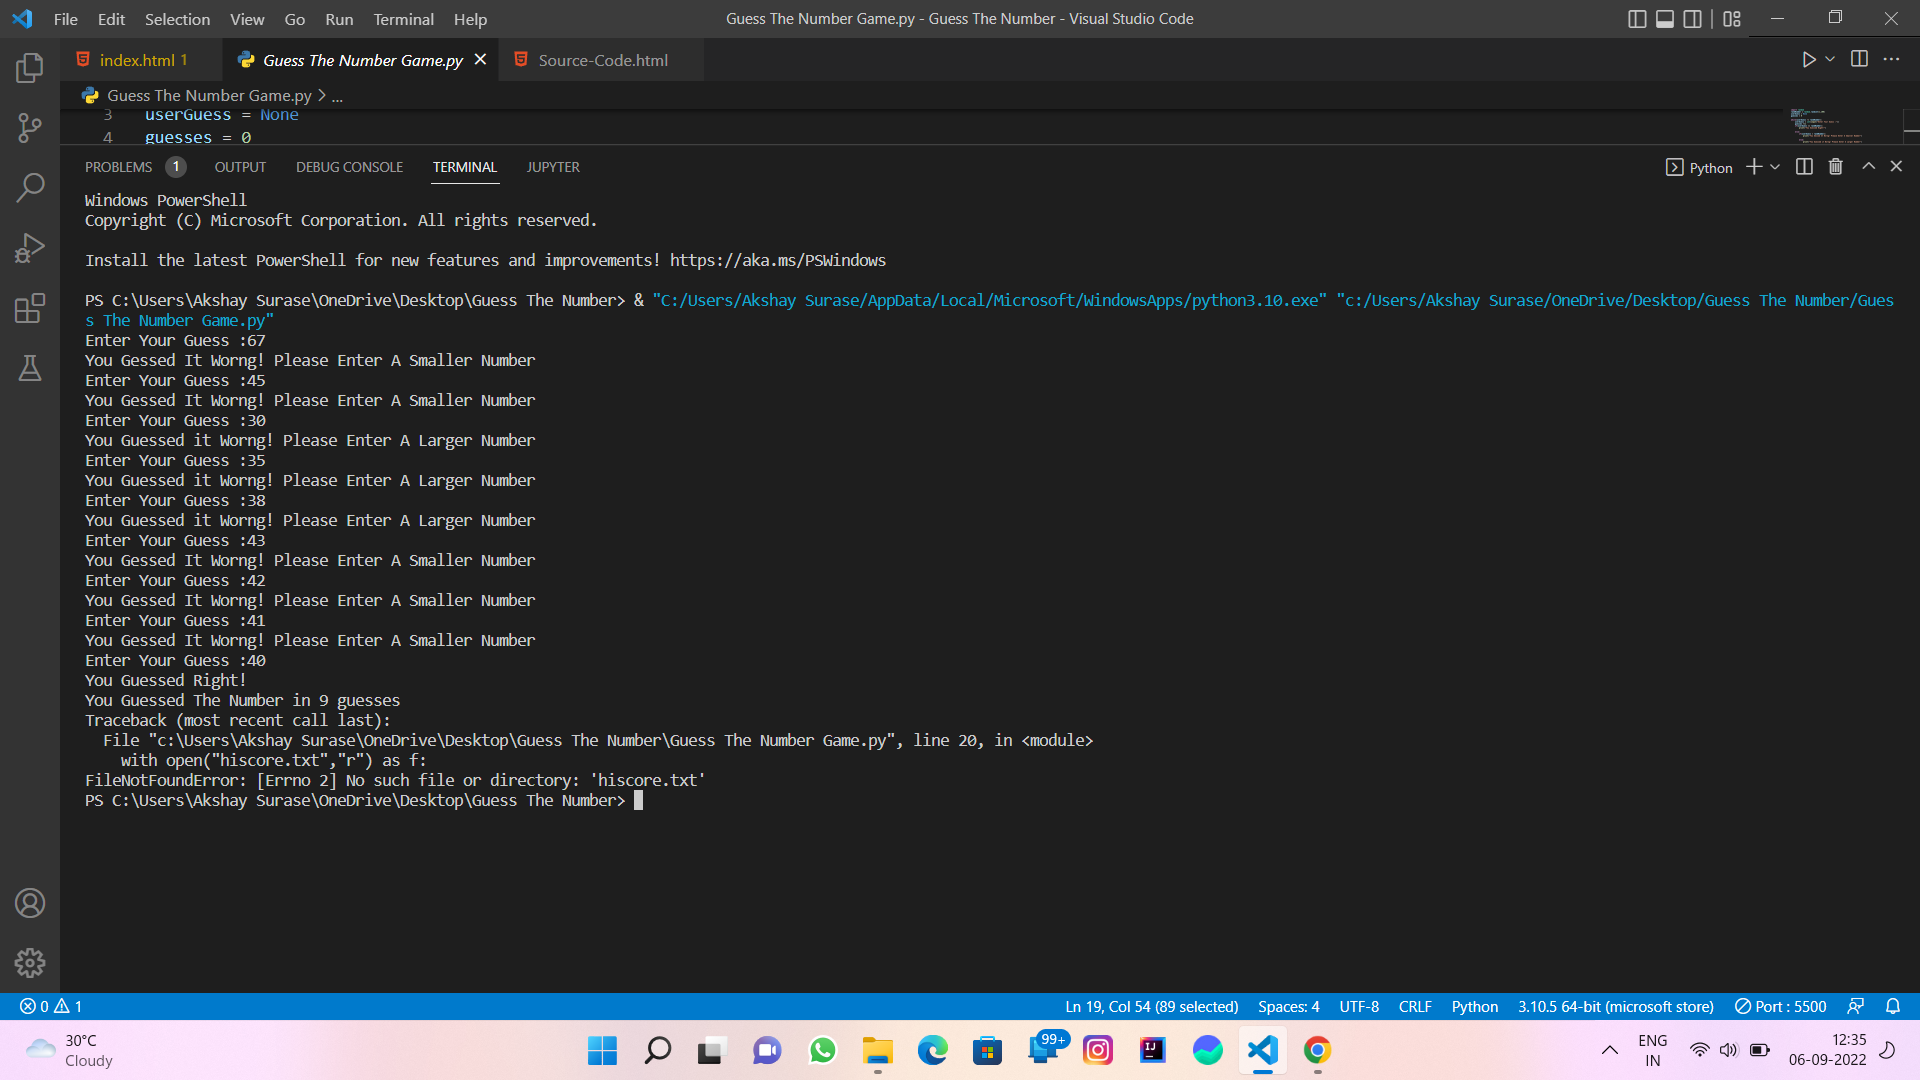 File Edit Selection View Go Run Terminal Help
Guess The Number Game.py - Guess The Number - Visual Studio Code
index.html 1
Guess The Number Game.py
Source-Code.html
Guess The Number Game.py > ...
3 userGuess = None
4 guesses = 0
PROBLEMS 1 OUTPUT DEBUG CONSOLE TERMINAL JUPYTER
Python
Windows PowerShell
Copyright (C) Microsoft Corporation. All rights reserved.
Install the latest PowerShell for new features and improvements! https://aka.ms/PSWindows
PS C:\Users\Akshay Surase\OneDrive\Desktop\Guess The Number> & "C:/Users/Akshay Surase/AppData/Local/Microsoft/WindowsApps/python3.10.exe" "c:/Users/Akshay Surase/OneDrive/Desktop/Guess The Number/Gues
s The Number Game.py"
Enter Your Guess :67
You Gessed It Worng! Please Enter A Smaller Number
Enter Your Guess :45
You Gessed It Worng! Please Enter A Smaller Number
Enter Your Guess :30
You Guessed it Worng! Please Enter A Larger Number
Enter Your Guess :35
You Guessed it Worng! Please Enter A Larger Number
Enter Your Guess :38
You Guessed it Worng! Please Enter A Larger Number
Enter Your Guess :43
You Gessed It Worng! Please Enter A Smaller Number
Enter Your Guess :42
You Gessed It Worng! Please Enter A Smaller Number
Enter Your Guess :41
You Gessed It Worng! Please Enter A Smaller Number
Enter Your Guess :40
You Guessed Right!
You Guessed The Number in 9 guesses
Traceback (most recent call last):
File "c:\Users\Akshay Surase\OneDrive\Desktop\Guess The Number\Guess The Number Game.py", line 20, in <module>
with open("hiscore.txt","r") as f:
FileNotFoundError: [Errno 2] No such file or directory: 'hiscore.txt'
PS C:\Users\Akshay Surase\OneDrive\Desktop\Guess The Number>
0 1
Ln 19, Col 54 (89 selected) Spaces: 4 UTF-8 CRLF Python 3.10.5 64-bit (microsoft store) Port : 5500
30°C
Cloudy
99+
IJ
ENG
IN
12:35
06-09-2022